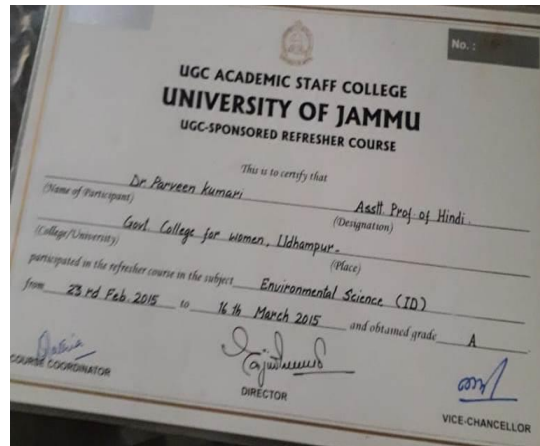 No. :
UGC ACADEMIC STAFF COLLEGE
UNIVERSITY OF JAMMU
UGC-SPONSORED REFRESHER COURSE
This is to certify that
Dr. Parveen Kumari Asstt. Prof. of Hindi.
(Name of Participant) (Designation)
Govt. College for women, Udhampur.
(College/University) (Place)
participated in the refresher course in the subject Environmental Science (ID)
from 23rd Feb. 2015 to 16th March 2015 and obtained grade A
COURSE COORDINATOR
DIRECTOR
VICE-CHANCELLOR